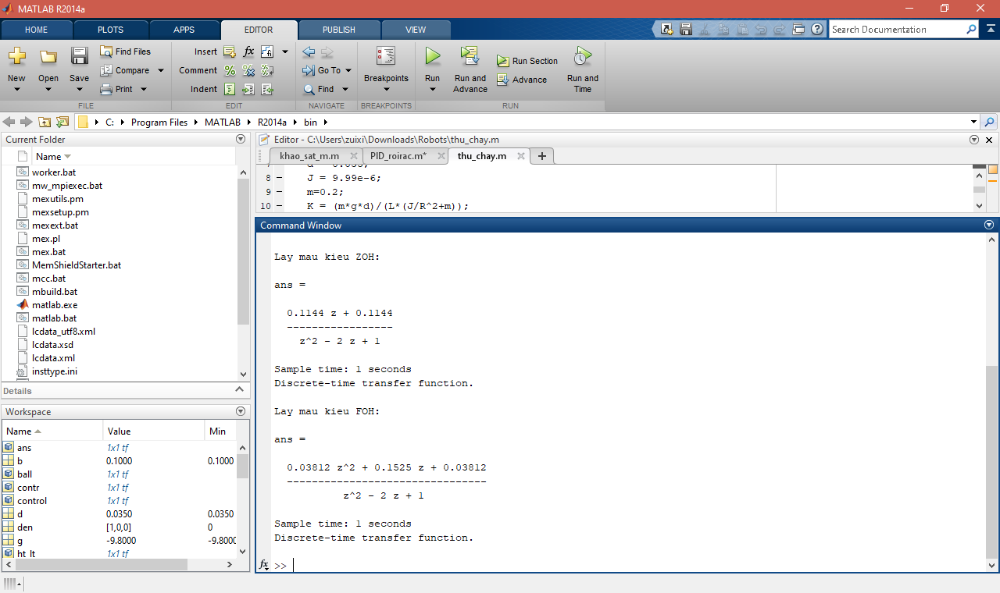 MATLAB R2014a
HOME PLOTS APPS EDITOR PUBLISH VIEW Search Documentation
New Open Save Find Files Compare Print
Insert fx
Comment
Indent
Go To Find
Breakpoints
Run Run and Advance Run Section Advance Run and Time
FILE EDIT NAVIGATE BREAKPOINTS RUN
C: Program Files MATLAB R2014a bin
Current Folder
Name
worker.bat
mw_mpiexec.bat
mexutils.pm
mexsetup.pm
mexext.bat
mex.pl
mex.bat
MemShieldStarter.bat
mcc.bat
mbuild.bat
matlab.exe
matlab.bat
lcdata_utf8.xml
lcdata.xsd
lcdata.xml
insttype.ini
Details
Workspace
Name Value Min
ans 1x1 tf
b 0.1000 0.1000
ball 1x1 tf
contr 1x1 tf
control 1x1 tf
d 0.0350 0.0350
den [1,0,0] 0
g -9.8000 -9.8000
ht_lt 1x1 tf
Editor - C:\Users\zuixi\Downloads\Robots\thu_chay.m
khao_sat_m.m PID_roirac.m* thu_chay.m
8 – J = 9.99e-6;
9 – m=0.2;
10 – K = (m*g*d)/(L*(J/R^2+m));
Command Window
Lay mau kieu ZOH:
ans =
0.1144 z + 0.1144
-----------------
z^2 - 2 z + 1
Sample time: 1 seconds
Discrete-time transfer function.
Lay mau kieu FOH:
ans =
0.03812 z^2 + 0.1525 z + 0.03812
--------------------------------
z^2 - 2 z + 1
Sample time: 1 seconds
Discrete-time transfer function.
fx >>